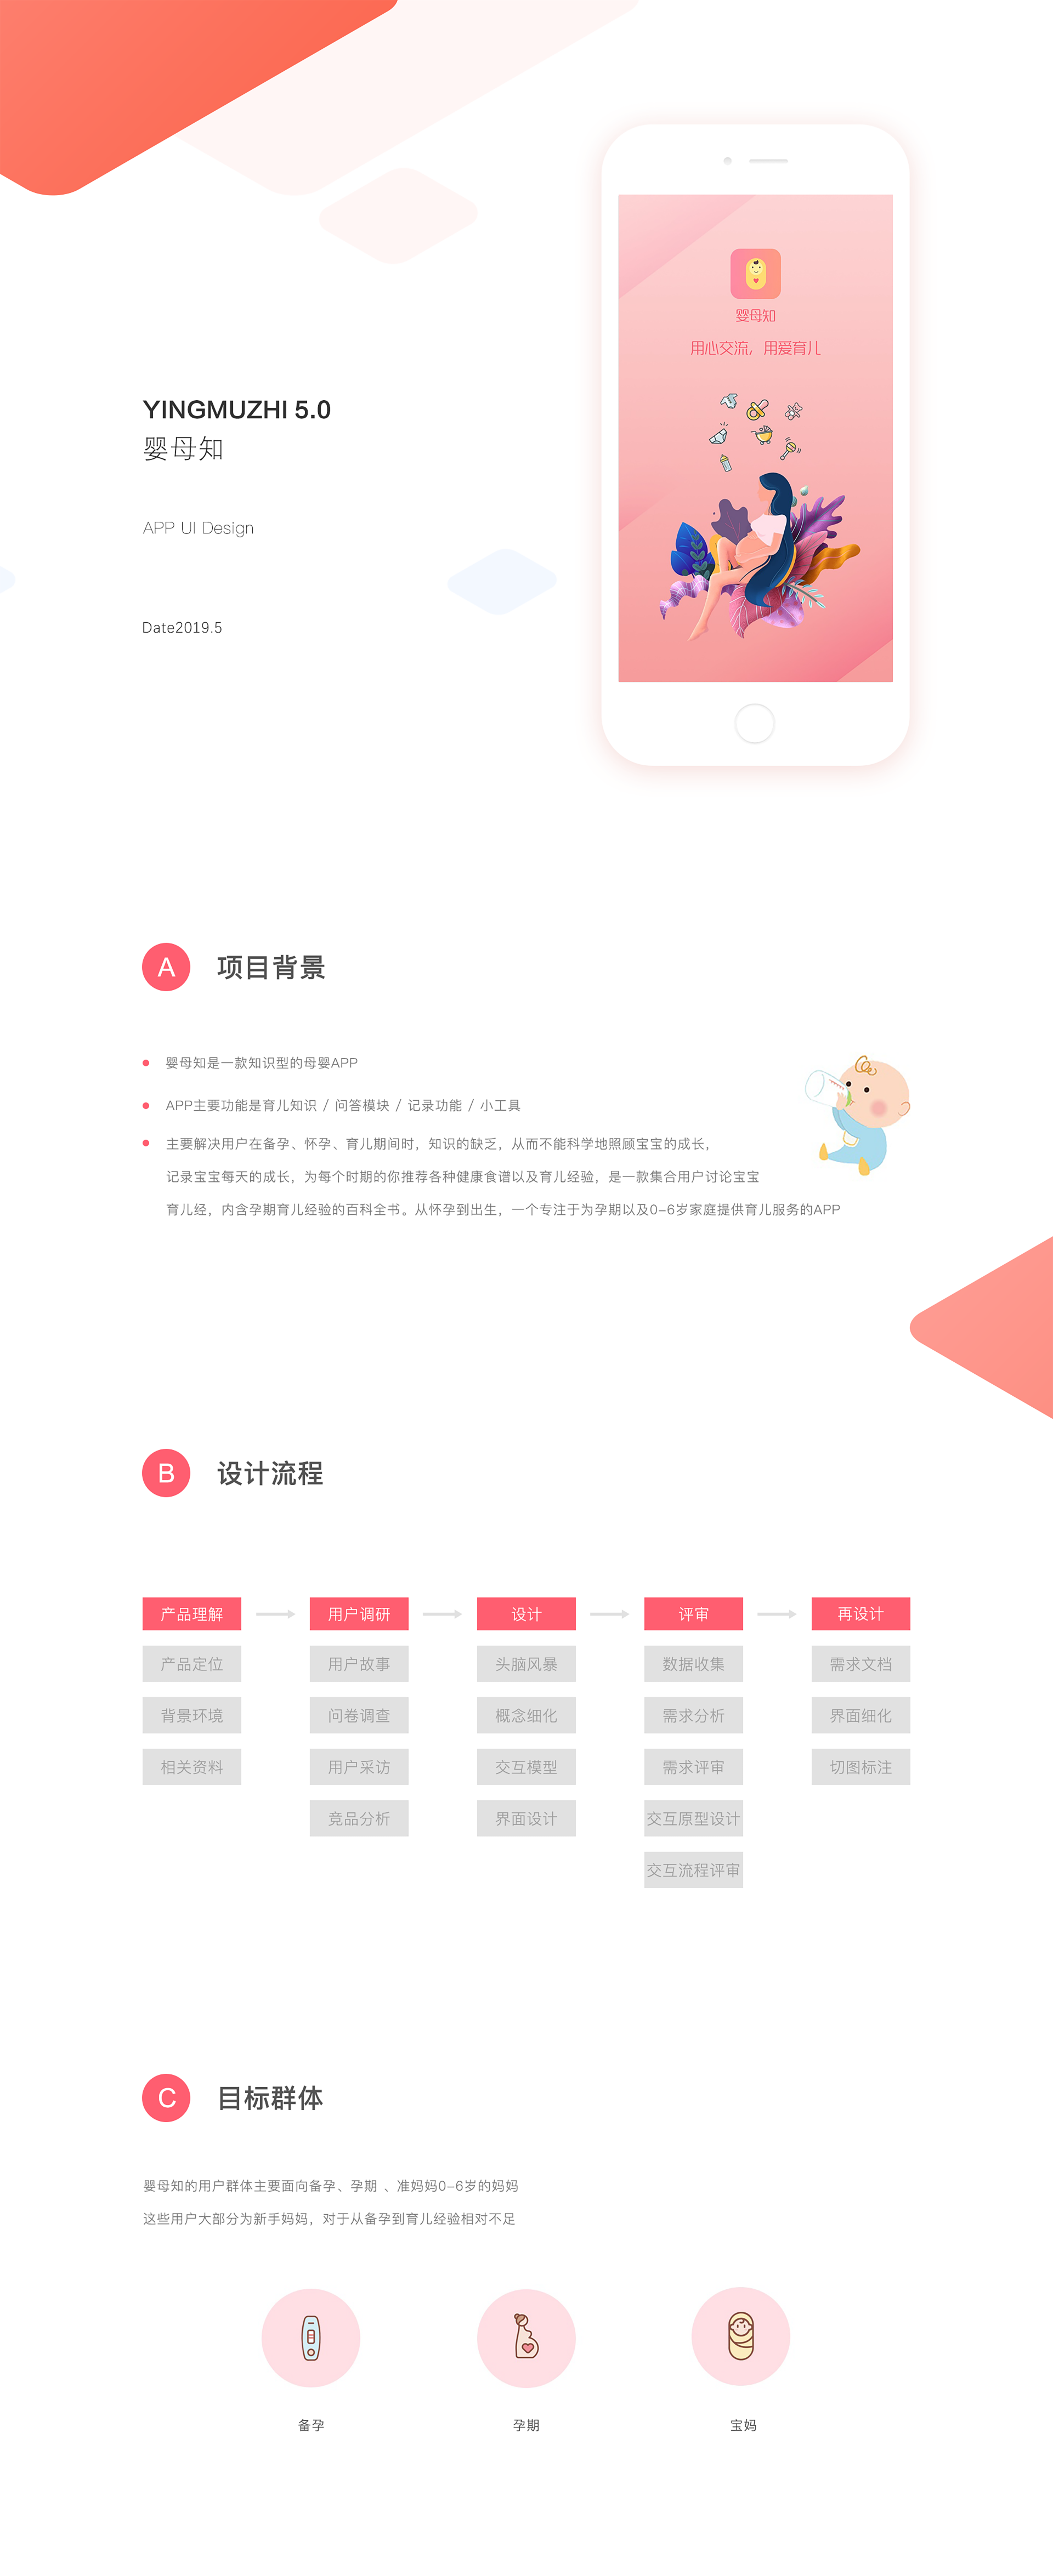 婴母知
用心交流，用爱育儿
YINGMUZHI 5.0
婴母知
APP UI Design
Date2019.5
A 项目背景
婴母知是一款知识型的母婴APP
APP主要功能是育儿知识 / 问答模块 / 记录功能 / 小工具
主要解决用户在备孕、怀孕、育儿期间时，知识的缺乏，从而不能科学地照顾宝宝的成长，
记录宝宝每天的成长，为每个时期的你推荐各种健康食谱以及育儿经验，是一款集合用户讨论宝宝
育儿经，内含孕期育儿经验的百科全书。从怀孕到出生，一个专注于为孕期以及0-6岁家庭提供育儿服务的APP
B 设计流程
产品理解 用户调研 设计 评审 再设计
产品定位 用户故事 头脑风暴 数据收集 需求文档
背景环境 问卷调查 概念细化 需求分析 界面细化
相关资料 用户采访 交互模型 需求评审 切图标注
竞品分析 界面设计 交互原型设计
交互流程评审
C 目标群体
婴母知的用户群体主要面向备孕、孕期 、准妈妈0-6岁的妈妈
这些用户大部分为新手妈妈，对于从备孕到育儿经验相对不足
备孕 孕期 宝妈